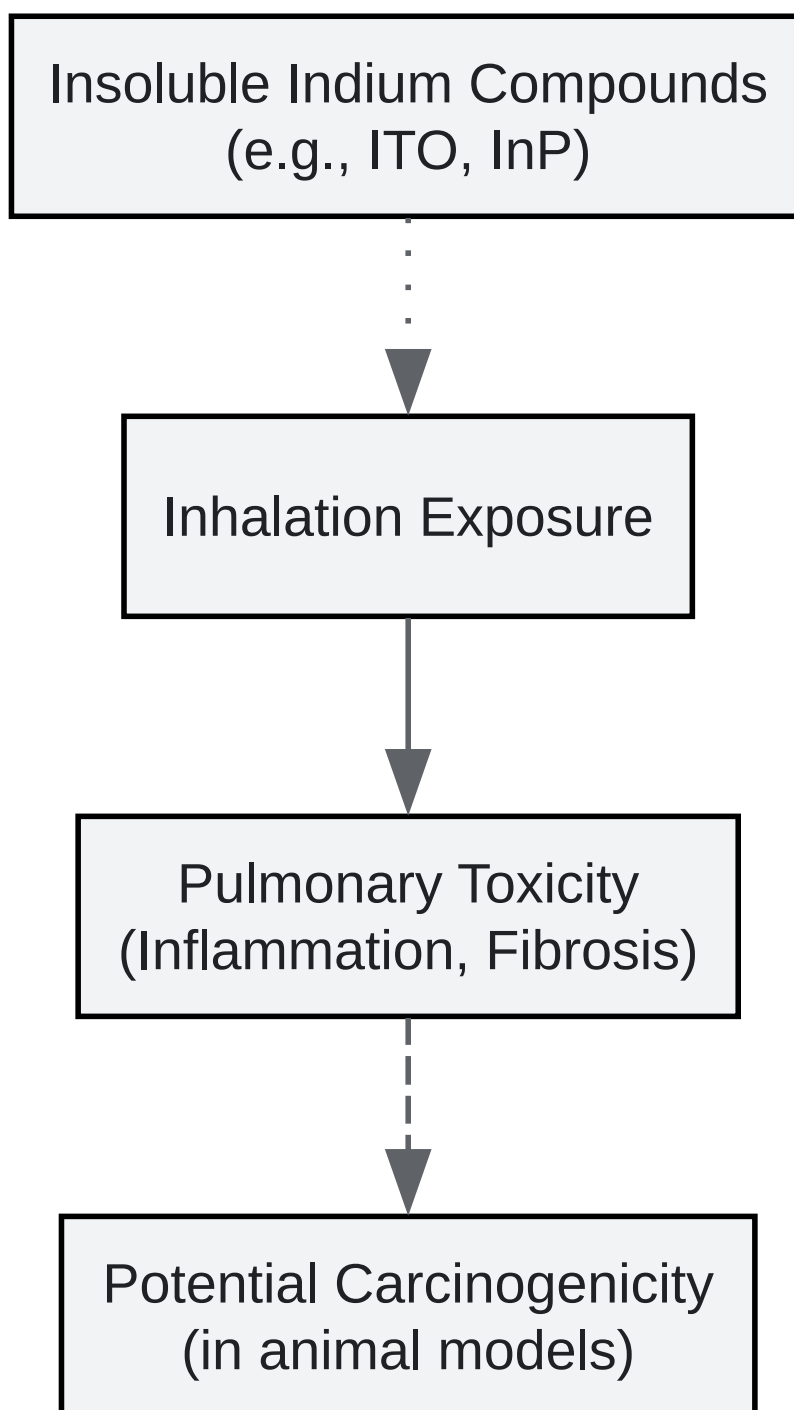 Insoluble Indium Compounds
(e.g., ITO, InP)
Inhalation Exposure
Pulmonary Toxicity
(Inflammation, Fibrosis)
Potential Carcinogenicity
(in animal models)